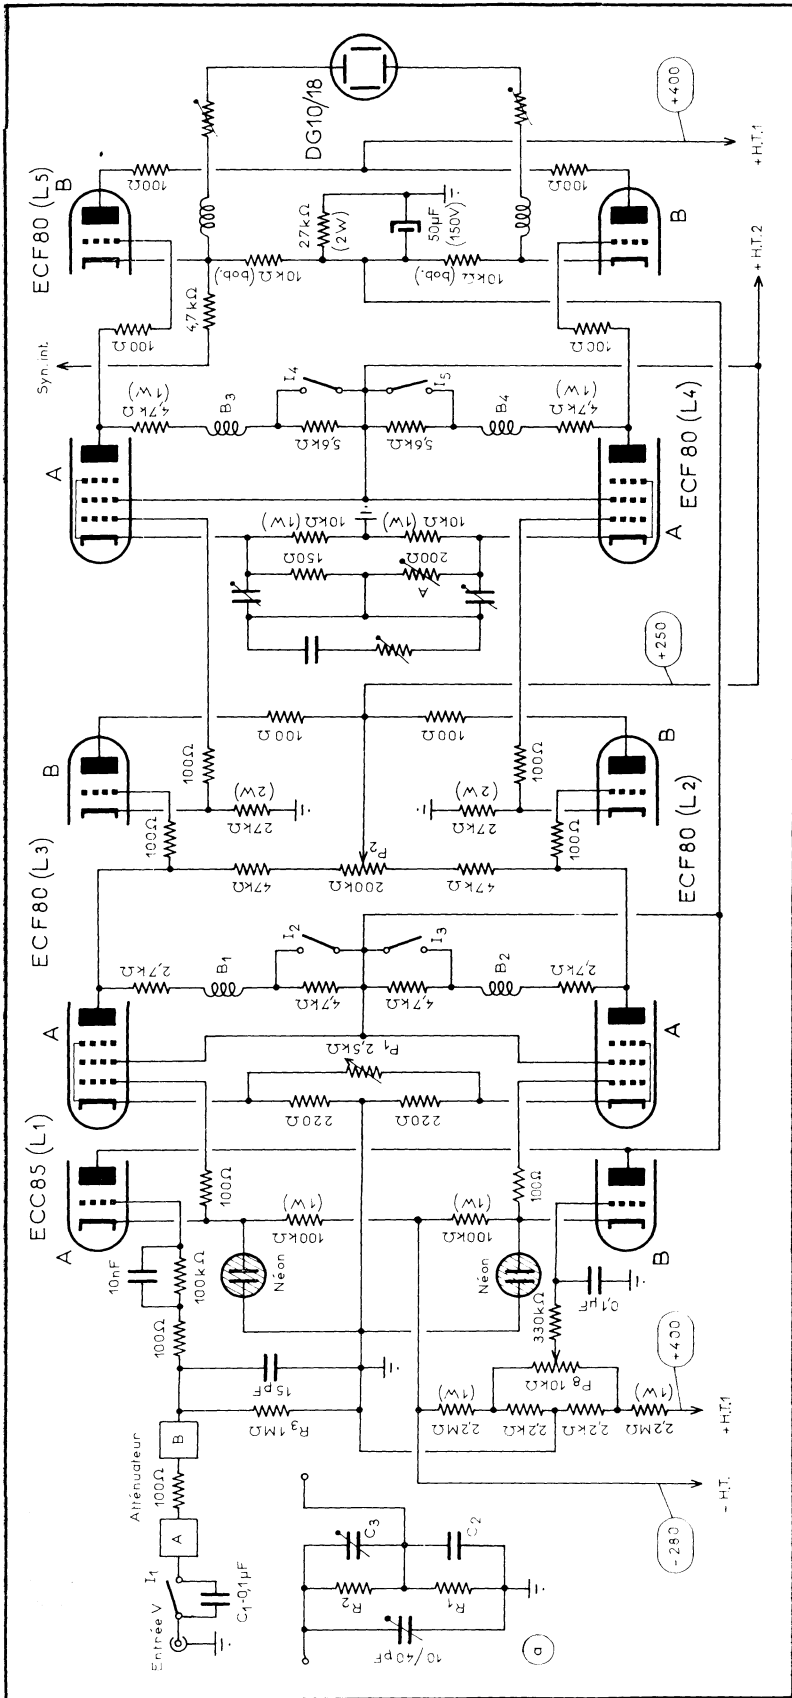 ECF80 (L5)
B
100Ω
DG10/18
+400
+H.T.1
100Ω
B
27kΩ
(2W)
50µF
(150V)
10kΩ (bob.)
10kΩ (bob.)
4,7kΩ
Syn.int.
100Ω
100Ω
+H.T.2
A
4,7kΩ
(1W)
B3
I4
5,6kΩ
5,6kΩ
I5
B4
4,7kΩ
(1W)
ECF80 (L4)
A
10kΩ (1W)
10kΩ (1W)
150Ω
200Ω
A
+250
B
100Ω
100Ω
100Ω
100Ω
B
27kΩ
(2W)
27kΩ
(2W)
100Ω
100Ω
ECF80 (L3)
47kΩ
200kΩ
P2
47kΩ
ECF80 (L2)
A
2,7kΩ
B1
I2
4,7kΩ
4,7kΩ
I3
B2
2,7kΩ
A
P1 2,5kΩ
220Ω
220Ω
ECC85 (L1)
A
100Ω
100kΩ
(1W)
100kΩ
(1W)
100Ω
B
10nF
100kΩ
Néon
Néon
330kΩ
0,1µF
100Ω
15pF
R3 1MΩ
P8 10kΩ
2,2MΩ
(1W)
2,2kΩ
2,2kΩ
2,2MΩ
(1W)
+400
+H.T.1
Atténuateur
B
100Ω
A
I1
C1-0,1µF
Entrée V
- H.T.
-280
C3
C2
R2
R1
10/40pF
a